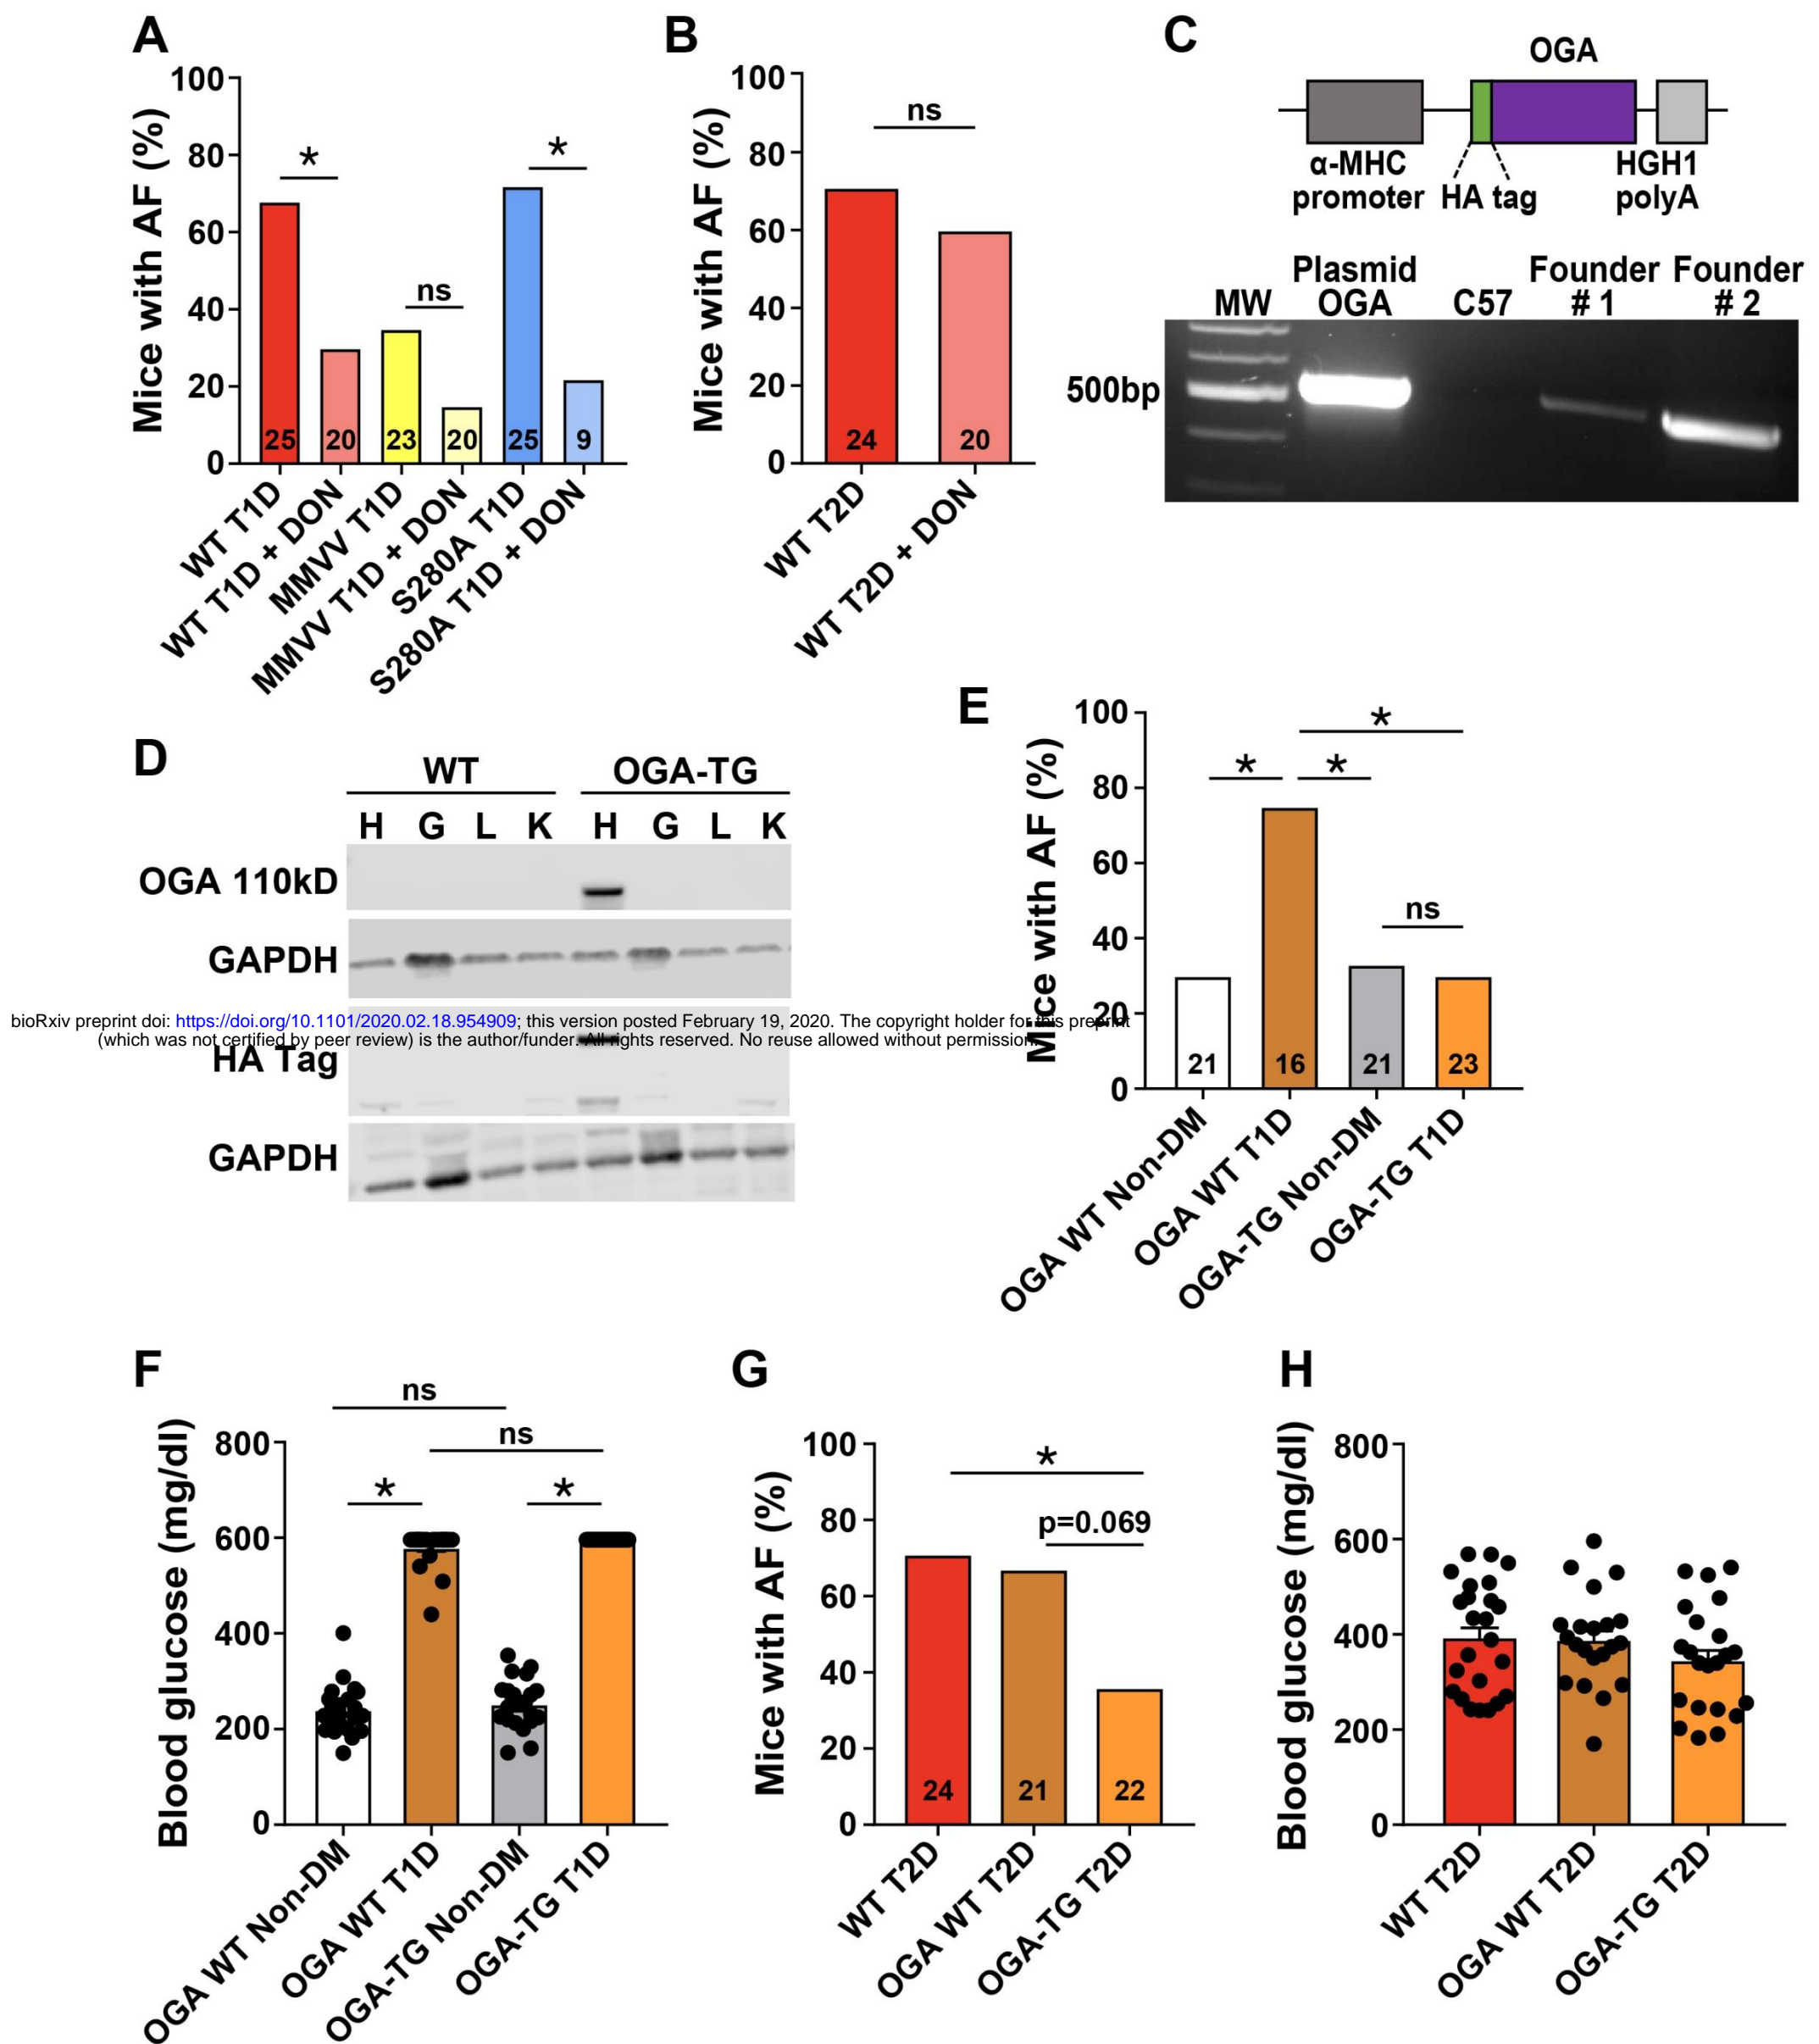 A
Mice with AF (%)
100
80
60
40
20
0
*
ns
*
25
20
23
20
25
9
WT T1D
WT T1D + DON
MMVV T1D
MMVV T1D + DON
S280A T1D
S280A T1D + DON
B
Mice with AF (%)
100
80
60
40
20
0
ns
24
20
WT T2D
WT T2D + DON
C
OGA
α-MHC
promoter
HA tag
HGH1
polyA
MW
Plasmid
OGA
C57
Founder
# 1
Founder
# 2
500bp
D
WT
OGA-TG
H G L K H G L K
OGA 110kD
GAPDH
HA Tag
GAPDH
bioRxiv preprint doi: https://doi.org/10.1101/2020.02.18.954909; this version posted February 19, 2020. The copyright holder for this preprint
(which was not certified by peer review) is the author/funder. All rights reserved. No reuse allowed without permission.
E
Mice with AF (%)
100
80
60
40
20
0
*
*
*
ns
21
16
21
23
OGA WT Non-DM
OGA WT T1D
OGA-TG Non-DM
OGA-TG T1D
F
Blood glucose (mg/dl)
800
600
400
200
0
ns
ns
*
*
OGA WT Non-DM
OGA WT T1D
OGA-TG Non-DM
OGA-TG T1D
G
Mice with AF (%)
100
80
60
40
20
0
*
p=0.069
24
21
22
WT T2D
OGA WT T2D
OGA-TG T2D
H
Blood glucose (mg/dl)
800
600
400
200
0
WT T2D
OGA WT T2D
OGA-TG T2D